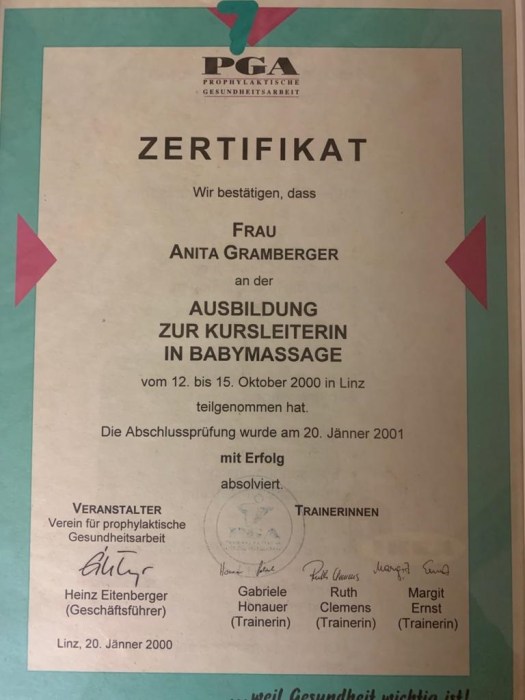 PGA
PROPHYLAKTISCHE
GESUNDHEITSARBEIT
ZERTIFIKAT
Wir bestätigen, dass
FRAU
ANITA GRAMBERGER
an der
AUSBILDUNG
ZUR KURSLEITERIN
IN BABYMASSAGE
vom 12. bis 15. Oktober 2000 in Linz
teilgenommen hat.
Die Abschlussprüfung wurde am 20. Jänner 2001
mit Erfolg
absolviert.
VERANSTALTER
Verein für prophylaktische
Gesundheitsarbeit
Heinz Eitenberger
(Geschäftsführer)
Linz, 20. Jänner 2000
TRAINERINNEN
Gabriele
Honauer
(Trainerin)
Ruth
Clemens
(Trainerin)
Margit
Ernst
(Trainerin)
PGA
...weil Gesundheit wichtig ist!